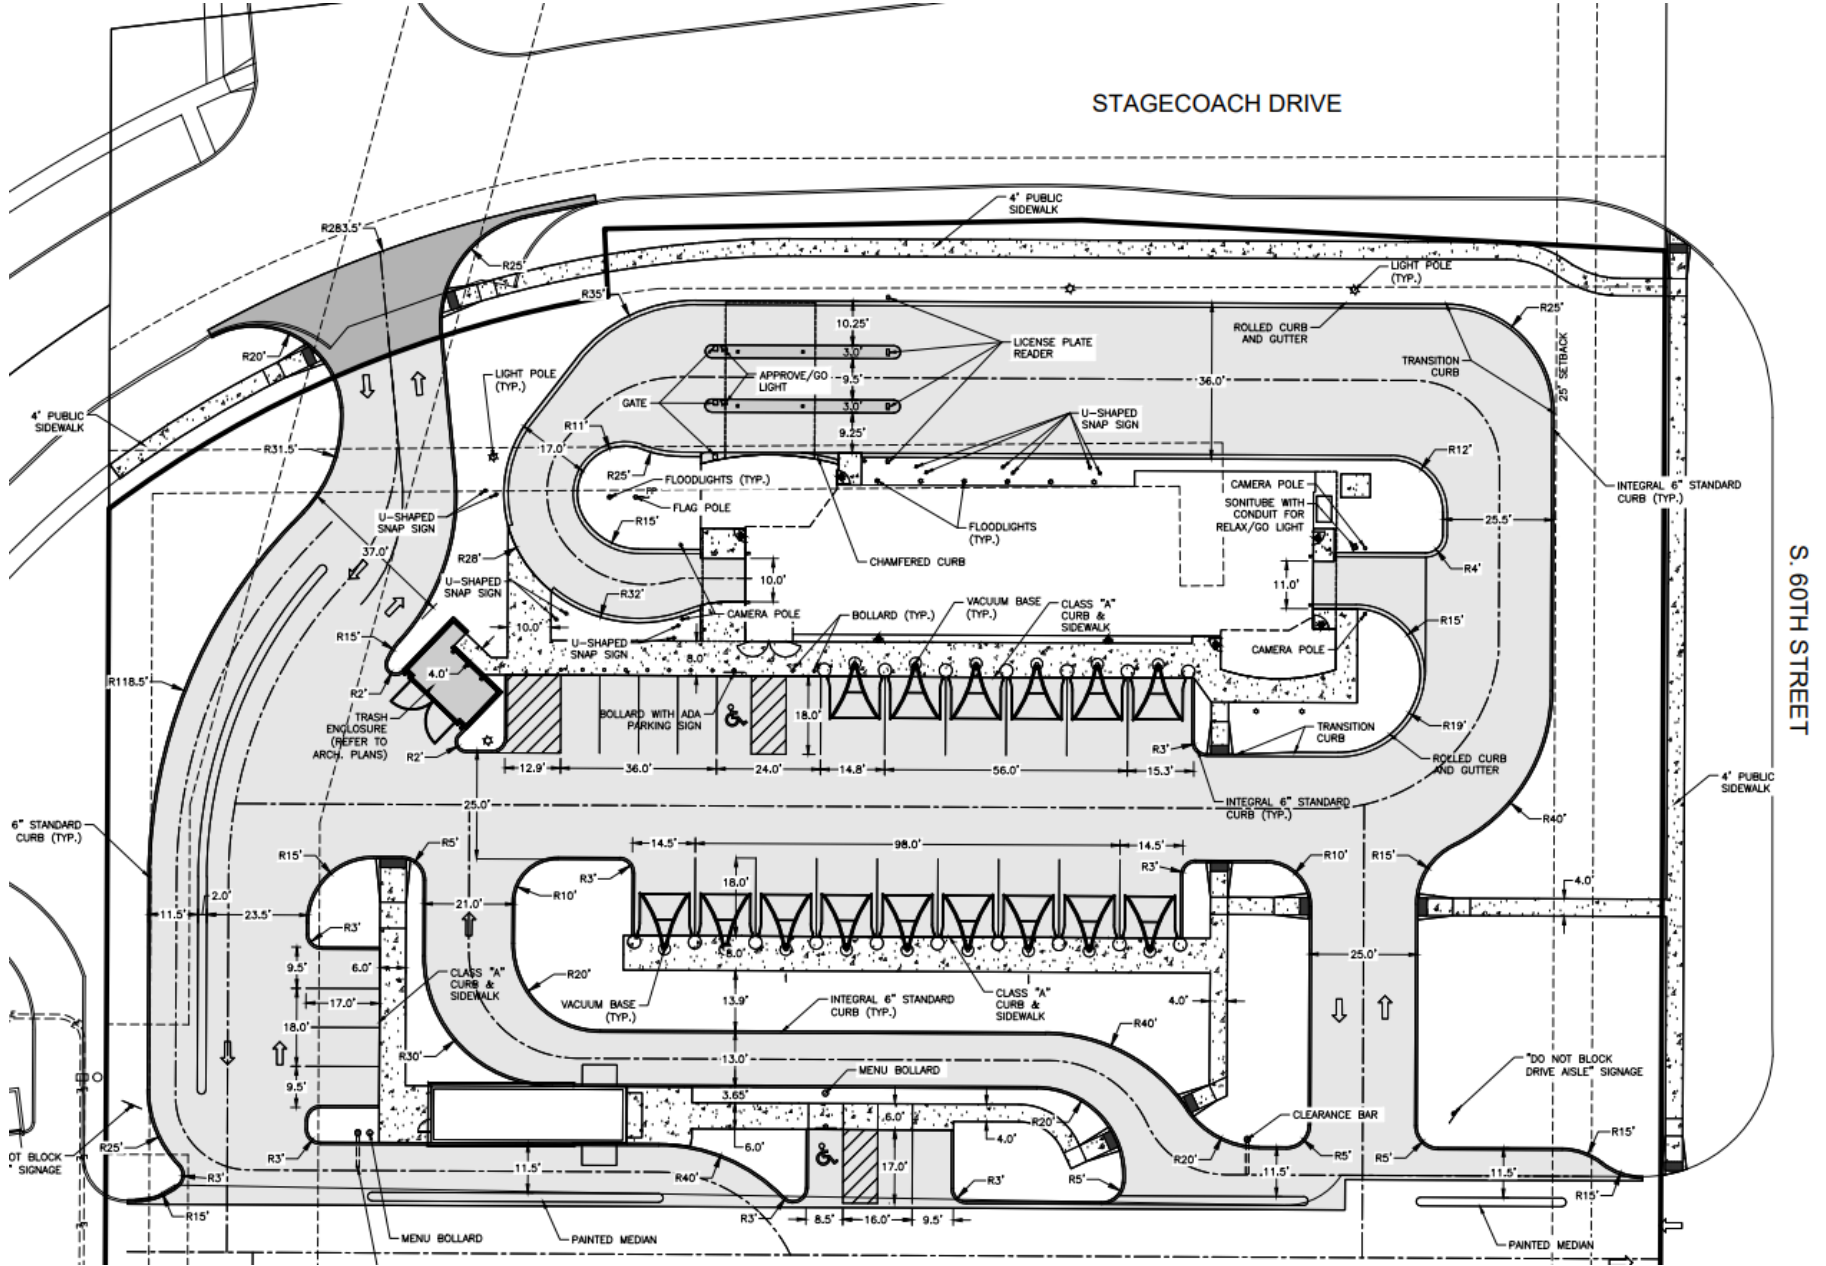 STAGECOACH DRIVE
4' PUBLIC
SIDEWALK
R283.5'
R25'
LIGHT POLE
(TYP.)
R35'
R25'
10.25'
ROLLED CURB
AND GUTTER
LICENSE PLATE
READER
3.0'
R20'
TRANSITION
CURB
25' SETBACK
LIGHT POLE
(TYP.)
APPROVE/GO
LIGHT
9.5'
36.0'
GATE
3.0'
4' PUBLIC
SIDEWALK
U-SHAPED
SNAP SIGN
R11'
9.25'
R31.5'
17.0'
R12'
R25'
FLOODLIGHTS (TYP.)
CAMERA POLE
INTEGRAL 6" STANDARD
CURB (TYP.)
FP
FLAG POLE
SONITUBE WITH
CONDUIT FOR
RELAX/GO LIGHT
U-SHAPED
SNAP SIGN
R15'
FLOODLIGHTS
(TYP.)
25.5'
37.0'
R28'
CHAMFERED CURB
R4'
U-SHAPED
SNAP SIGN
10.0'
11.0'
R32'
VACUUM BASE
(TYP.)
CLASS "A"
CURB &
SIDEWALK
CAMERA POLE
BOLLARD (TYP.)
R15'
10.0'
R15'
U-SHAPED
SNAP SIGN
CAMERA POLE
8.0'
S. 60TH STREET
4.0'
R118.5'
R2'
TRASH
ENCLOSURE
(REFER TO
ARCH. PLANS)
BOLLARD WITH ADA
PARKING SIGN
18.0'
R19'
TRANSITION
CURB
R3'
R2'
ROLLED CURB
AND GUTTER
12.9'
36.0'
24.0'
14.8'
56.0'
15.3'
4' PUBLIC
SIDEWALK
25.0'
INTEGRAL 6" STANDARD
CURB (TYP.)
R40'
6" STANDARD
CURB (TYP.)
R5'
14.5'
98.0'
14.5'
R15'
R10'
R15'
R3'
R3'
18.0'
4.0'
2.0'
R10'
11.5'
23.5'
21.0'
R3'
8.0'
25.0'
9.5'
6.0'
CLASS "A"
CURB &
SIDEWALK
R20'
17.0'
VACUUM BASE
(TYP.)
13.9'
INTEGRAL 6" STANDARD
CURB (TYP.)
CLASS "A"
CURB &
SIDEWALK
4.0'
18.0'
R40'
R30'
13.0'
"DO NOT BLOCK
DRIVE AISLE" SIGNAGE
MENU BOLLARD
9.5'
3.65'
6.0'
R20'
CLEARANCE BAR
R25'
R3'
6.0'
4.0'
OT BLOCK
" SIGNAGE
R15'
R20'
R5'
R5'
11.5'
17.0'
11.5'
11.5'
R3'
R40'
R3'
R5'
R15'
R15'
R3'
8.5'
16.0'
9.5'
MENU BOLLARD
PAINTED MEDIAN
PAINTED MEDIAN